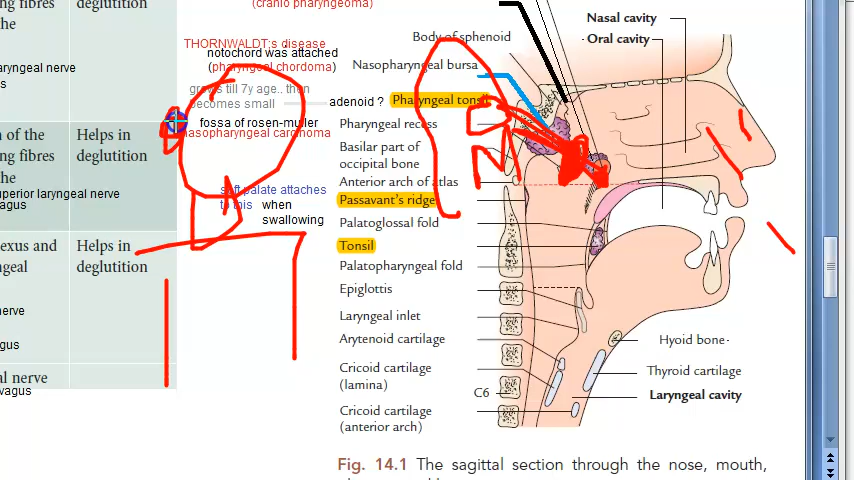 (cranio pharyngeoma)
ng fibres
the
deglutition
aryngeal nerve
s
n of the
ng fibres
he
Helps in
deglutition
uperior laryngeal nerve
agus
exus and
geal
Helps in
deglutition
nerve
gus
al nerve
vagus
THORNWALDT;s disease
notochord was attached
(pharyngeal chordoma)
grows till 7y age.. then
becomes small
adenoid ?
fossa of rosen-muller
nasopharyngeal carcinoma
soft palate attaches
to this when
swallowing
Body of sphenoid
Nasopharyngeal bursa
Pharyngeal tonsil
Pharyngeal recess
Basilar part of
occipital bone
Anterior arch of atlas
Passavant's ridge
Palatoglossal fold
Tonsil
Palatopharyngeal fold
Epiglottis
Laryngeal inlet
Arytenoid cartilage
Cricoid cartilage
(lamina)
C6
Cricoid cartilage
(anterior arch)
Nasal cavity
Oral cavity
Hyoid bone
Thyroid cartilage
Laryngeal cavity
Fig. 14.1 The sagittal section through the nose, mouth,